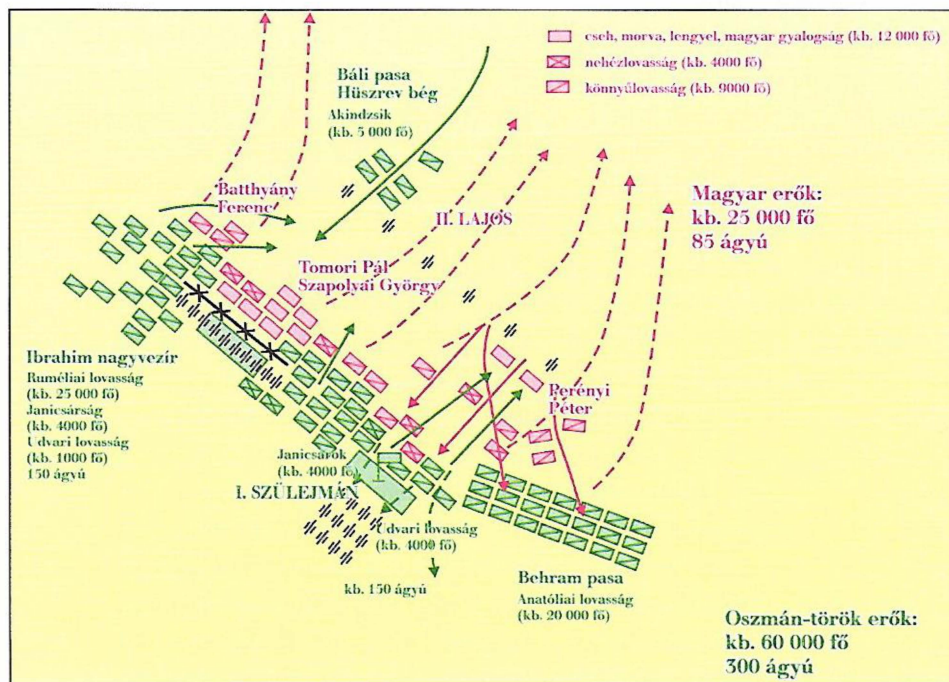 cseh, morva, lengyel, magyar gyalogság (kb. 12 000 fő)
nehézlovasság (kb. 4000 fő)
könnyűlovasság (kb. 9000 fő)
Báli pasa
Hüszrev bég
Akindzsik
(kb. 5 000 fő)
Batthyány
Ferenc
II. LAJOS
Magyar erők:
kb. 25 000 fő
85 ágyú
Tomori Pál
Szapolyai György
Ibrahim nagyvezír
Ruméliai lovasság
(kb. 25 000 fő)
Janicsárság
(kb. 4000 fő)
Udvari lovasság
(kb. 1000 fő)
150 ágyú
Perényi
Péter
Janicsárok
(kb. 4000 fő)
I. SZÜLEJMÁN
Udvari lovasság
(kb. 4000 fő)
kb. 150 ágyú
Behram pasa
Anatóliai lovasság
(kb. 20 000 fő)
Oszmán-török erők:
kb. 60 000 fő
300 ágyú